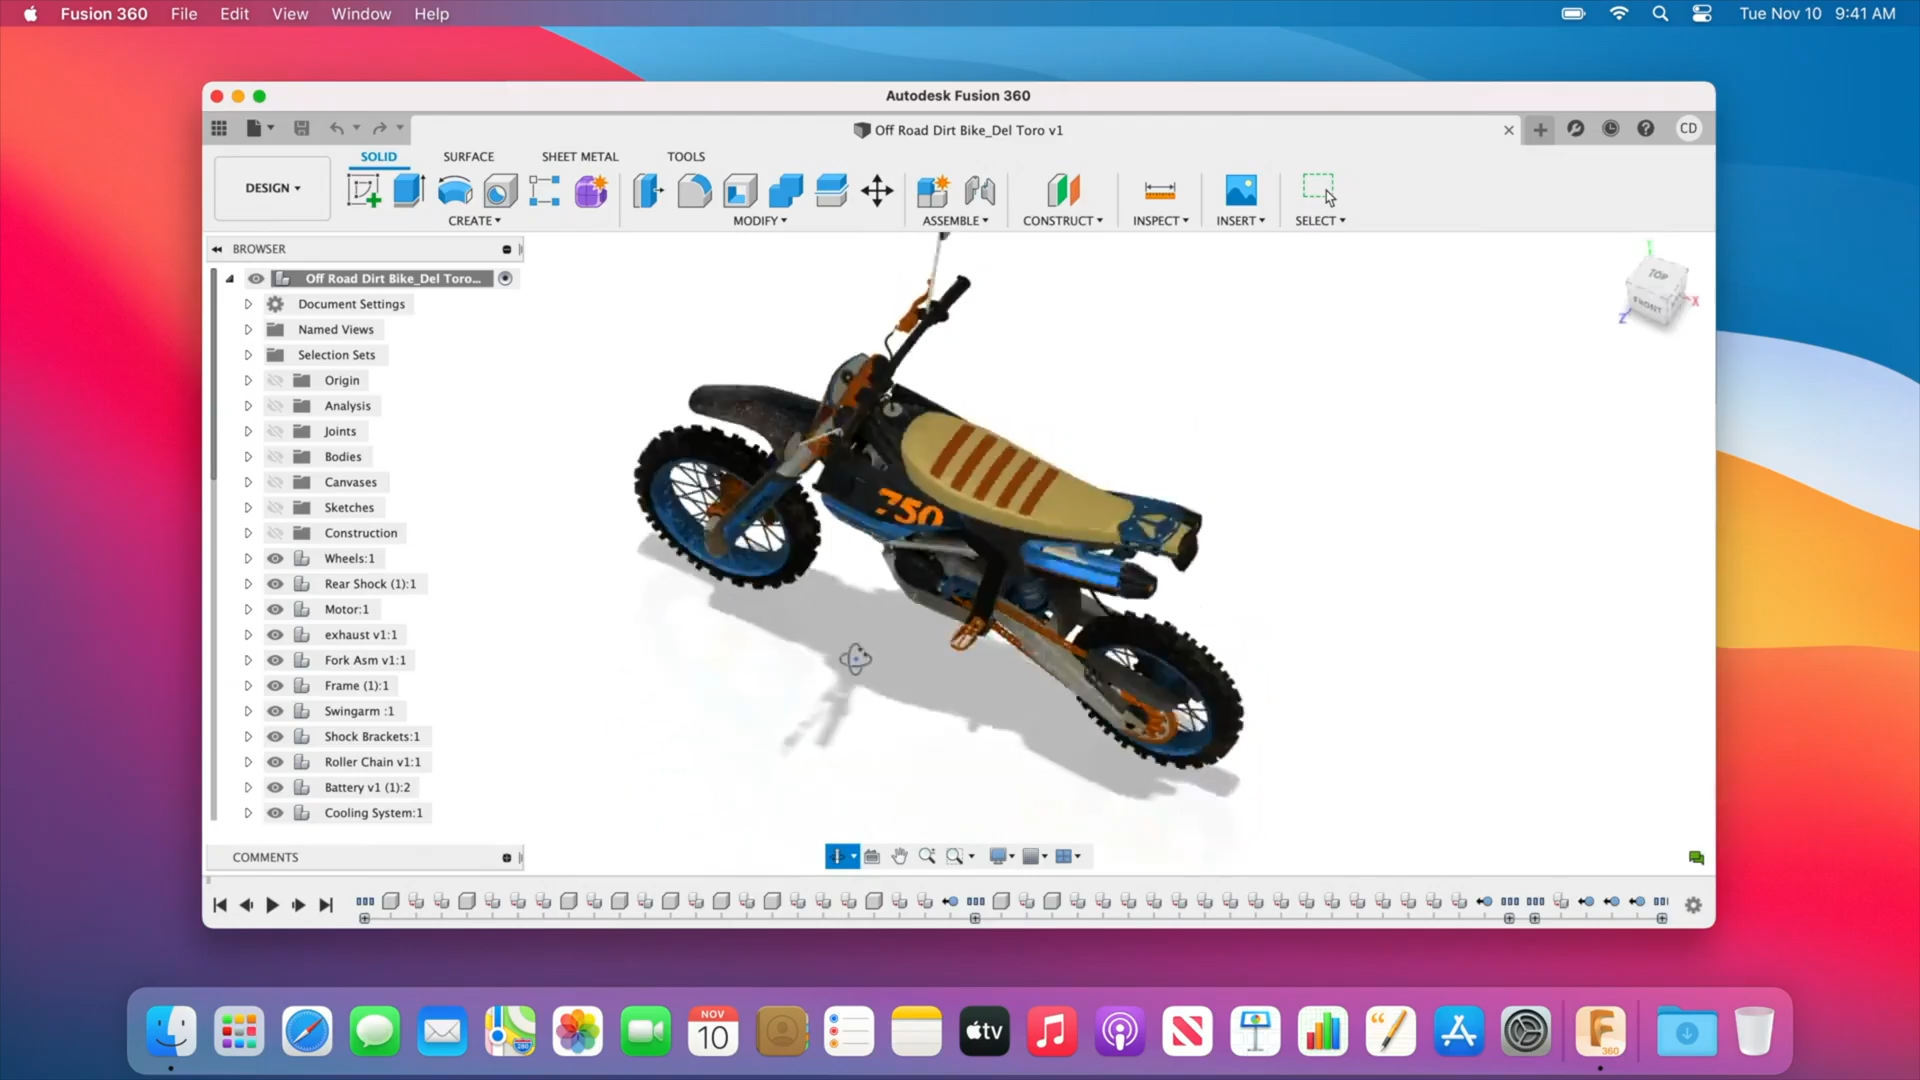 Fusion 360 File Edit View Window Help Tue Nov 10 9:41 AM
Autodesk Fusion 360
Off Road Dirt Bike_Del Toro v1
CD
SOLID SURFACE SHEET METAL TOOLS
DESIGN
CREATE MODIFY ASSEMBLE CONSTRUCT INSPECT INSERT SELECT
BROWSER
Off Road Dirt Bike_Del Toro...
Document Settings
Named Views
Selection Sets
Origin
Analysis
Joints
Bodies
Canvases
Sketches
Construction
Wheels:1
Rear Shock (1):1
Motor:1
exhaust v1:1
Fork Asm v1:1
Frame (1):1
Swingarm :1
Shock Brackets:1
Roller Chain v1:1
Battery v1 (1):2
Cooling System:1
TOP
FRONT
X
Y
Z
750
COMMENTS
NOV
10
280
tv
F
360